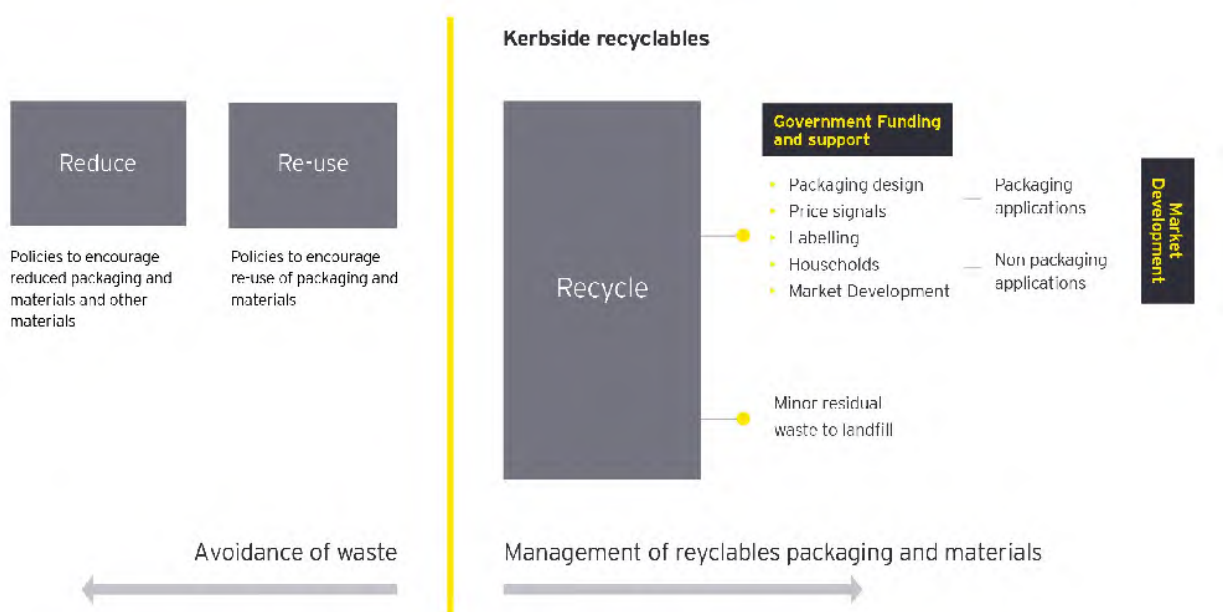 Kerbside recyclables
Reduce
Re-use
Policies to encourage
reduced packaging and
materials and other
materials
Policies to encourage
re-use of packaging and
materials
Recycle
Government Funding
and support
• Packaging design
• Price signals
• Labelling
• Households
• Market Development
Packaging
applications
Non packaging
applications
Market
Development
Minor residual
waste to landfill
Avoidance of waste
Management of reyclables packaging and materials